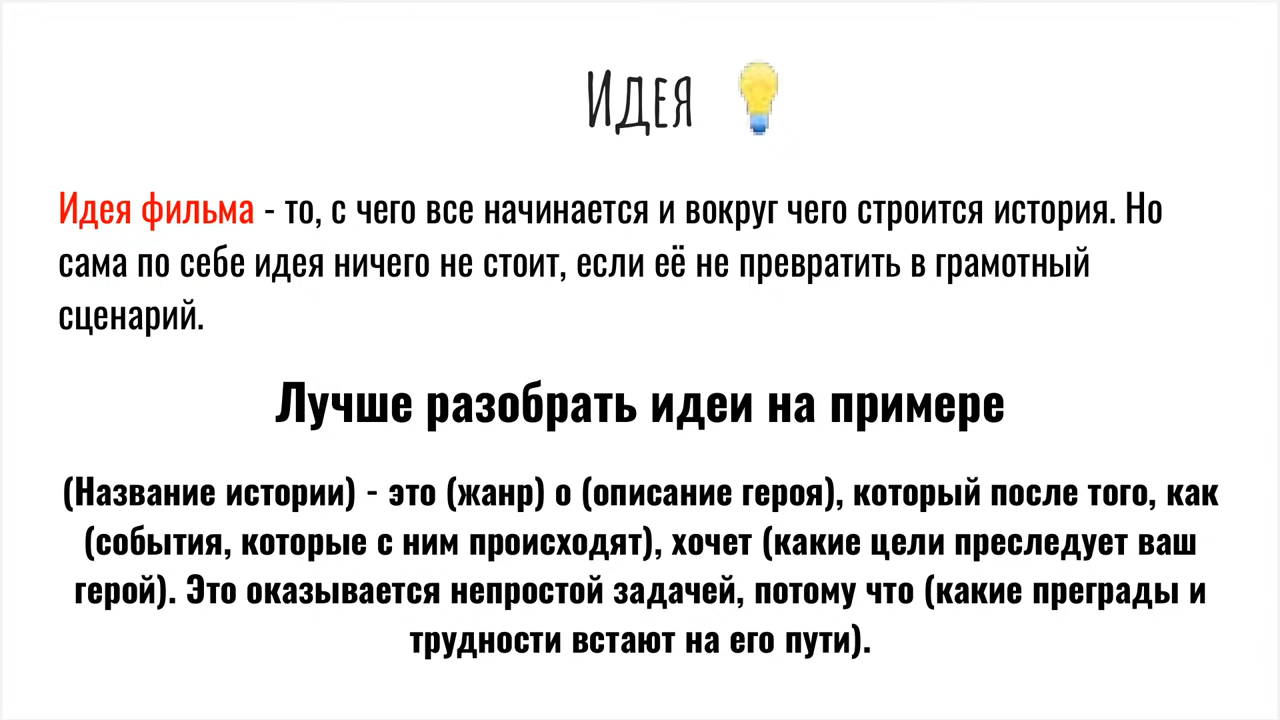 Идея
Идея фильма - то, с чего все начинается и вокруг чего строится история. Но
сама по себе идея ничего не стоит, если её не превратить в грамотный
сценарий.
Лучше разобрать идеи на примере
(Название истории) - это (жанр) о (описание героя), который после того, как
(события, которые с ним происходят), хочет (какие цели преследует ваш
герой). Это оказывается непростой задачей, потому что (какие преграды и
трудности встают на его пути).